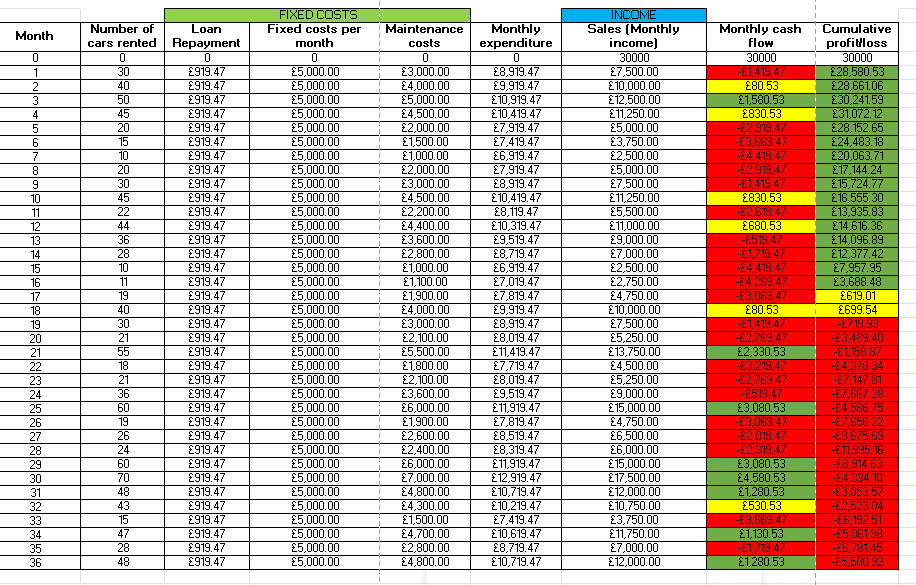 FIXED COSTS INCOME
Month Number of cars rented Loan Repayment Fixed costs per month Maintenance costs Monthly expenditure Sales (Monthly income) Monthly cash flow Cumulative profit/loss
0 0 0 0 0 0 30000 30000 30000
1 30 £919.47 £5,000.00 £3,000.00 £8,919.47 £7,500.00 -£1,419.47 £28,580.53
2 40 £919.47 £5,000.00 £4,000.00 £9,919.47 £10,000.00 £80.53 £28,661.06
3 50 £919.47 £5,000.00 £5,000.00 £10,919.47 £12,500.00 £1,580.53 £30,241.59
4 45 £919.47 £5,000.00 £4,500.00 £10,419.47 £11,250.00 £830.53 £31,072.12
5 20 £919.47 £5,000.00 £2,000.00 £7,919.47 £5,000.00 -£2,919.47 £28,152.65
6 15 £919.47 £5,000.00 £1,500.00 £7,419.47 £3,750.00 -£3,669.47 £24,483.18
7 10 £919.47 £5,000.00 £1,000.00 £6,919.47 £2,500.00 -£4,419.47 £20,063.71
8 20 £919.47 £5,000.00 £2,000.00 £7,919.47 £5,000.00 -£2,919.47 £17,144.24
9 30 £919.47 £5,000.00 £3,000.00 £8,919.47 £7,500.00 -£1,419.47 £15,724.77
10 45 £919.47 £5,000.00 £4,500.00 £10,419.47 £11,250.00 £830.53 £16,555.30
11 22 £919.47 £5,000.00 £2,200.00 £8,119.47 £5,500.00 -£2,619.47 £13,935.83
12 44 £919.47 £5,000.00 £4,400.00 £10,319.47 £11,000.00 £680.53 £14,616.36
13 36 £919.47 £5,000.00 £3,600.00 £9,519.47 £9,000.00 -£519.47 £14,096.89
14 28 £919.47 £5,000.00 £2,800.00 £8,719.47 £7,000.00 -£1,719.47 £12,377.42
15 10 £919.47 £5,000.00 £1,000.00 £6,919.47 £2,500.00 -£4,419.47 £7,957.95
16 11 £919.47 £5,000.00 £1,100.00 £7,019.47 £2,750.00 -£4,269.47 £3,688.48
17 19 £919.47 £5,000.00 £1,900.00 £7,819.47 £4,750.00 -£3,069.47 £619.01
18 40 £919.47 £5,000.00 £4,000.00 £9,919.47 £10,000.00 £80.53 £699.54
19 30 £919.47 £5,000.00 £3,000.00 £8,919.47 £7,500.00 -£1,419.47 -£719.93
20 21 £919.47 £5,000.00 £2,100.00 £8,019.47 £5,250.00 -£2,769.47 -£3,489.40
21 55 £919.47 £5,000.00 £5,500.00 £11,419.47 £13,750.00 £2,330.53 -£1,158.87
22 18 £919.47 £5,000.00 £1,800.00 £7,719.47 £4,500.00 -£3,219.47 -£4,378.34
23 21 £919.47 £5,000.00 £2,100.00 £8,019.47 £5,250.00 -£2,769.47 -£7,147.81
24 36 £919.47 £5,000.00 £3,600.00 £9,519.47 £9,000.00 -£519.47 -£7,667.28
25 60 £919.47 £5,000.00 £6,000.00 £11,919.47 £15,000.00 £3,080.53 -£4,586.75
26 19 £919.47 £5,000.00 £1,900.00 £7,819.47 £4,750.00 -£3,069.47 -£7,656.22
27 26 £919.47 £5,000.00 £2,600.00 £8,519.47 £6,500.00 -£2,019.47 -£9,675.69
28 24 £919.47 £5,000.00 £2,400.00 £8,319.47 £6,000.00 -£2,319.47 -£11,995.16
29 60 £919.47 £5,000.00 £6,000.00 £11,919.47 £15,000.00 £3,080.53 -£8,914.63
30 70 £919.47 £5,000.00 £7,000.00 £12,919.47 £17,500.00 £4,580.53 -£4,334.10
31 48 £919.47 £5,000.00 £4,800.00 £10,719.47 £12,000.00 £1,280.53 -£3,053.57
32 43 £919.47 £5,000.00 £4,300.00 £10,219.47 £10,750.00 £530.53 -£2,523.04
33 15 £919.47 £5,000.00 £1,500.00 £7,419.47 £3,750.00 -£3,669.47 -£6,192.51
34 47 £919.47 £5,000.00 £4,700.00 £10,619.47 £11,750.00 £1,130.53 -£5,061.98
35 28 £919.47 £5,000.00 £2,800.00 £8,719.47 £7,000.00 -£1,719.47 -£6,781.45
36 48 £919.47 £5,000.00 £4,800.00 £10,719.47 £12,000.00 £1,280.53 -£5,500.92